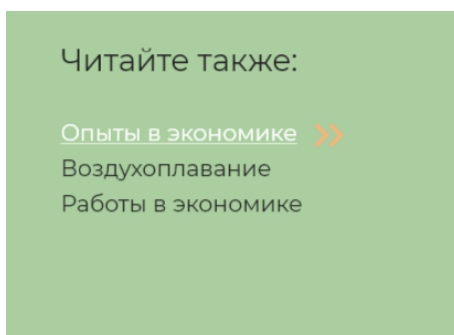 Читайте также:
Опыты в экономике
Воздухоплавание
Работы в экономике